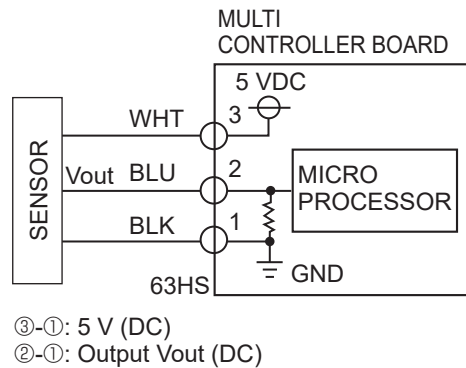 MULTI
CONTROLLER BOARD
5 VDC
SENSOR
WHT
3
Vout BLU
2
MICRO
PROCESSOR
BLK
1
GND
63HS
③-①: 5 V (DC)
②-①: Output Vout (DC)